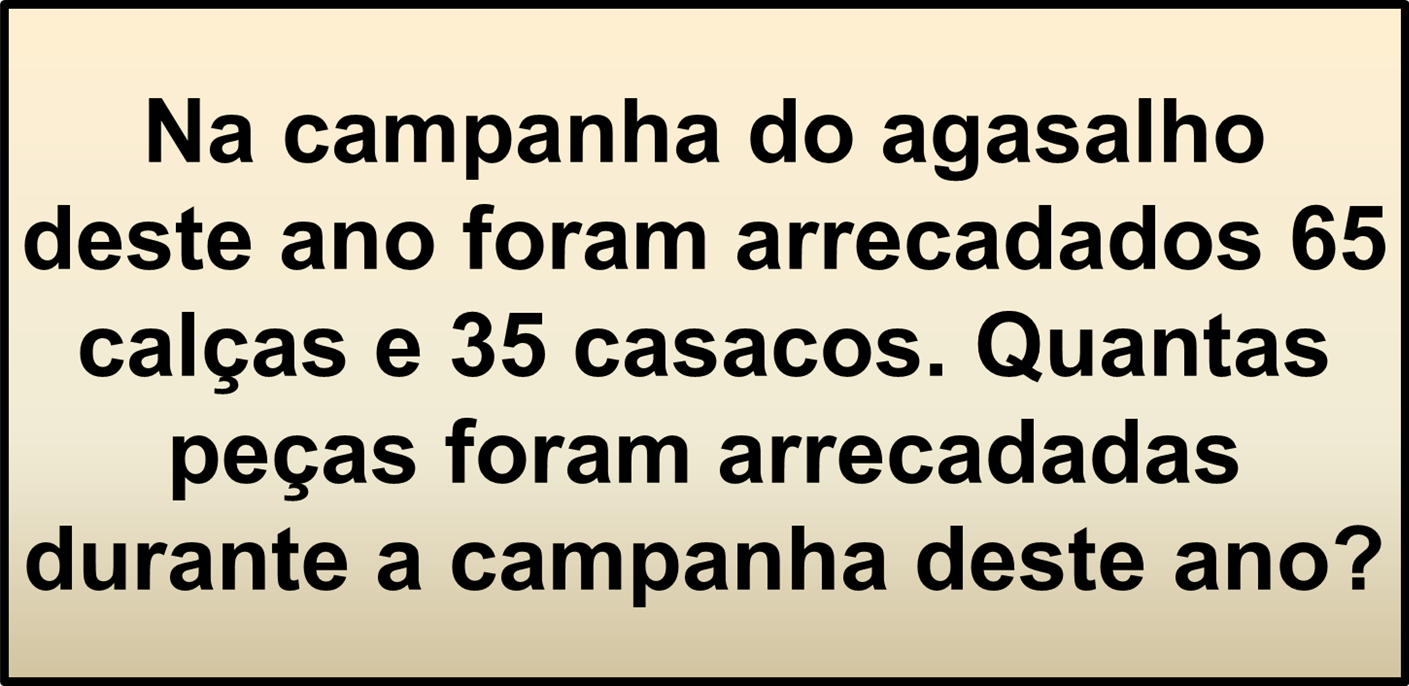 Na campanha do agasalho
deste ano foram arrecadados 65
calças e 35 casacos. Quantas
peças foram arrecadadas
durante a campanha deste ano?